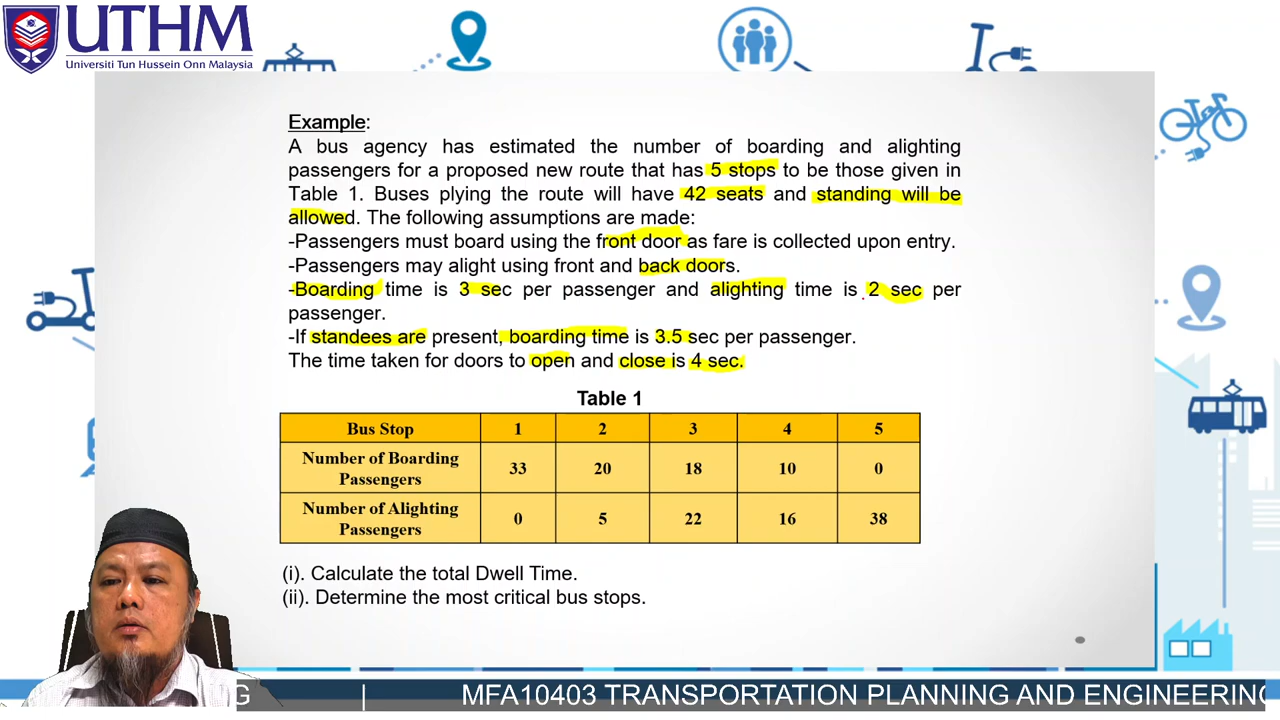 UTHM
Universiti Tun Hussein Onn Malaysia
Example:
A bus agency has estimated the number of boarding and alighting
passengers for a proposed new route that has 5 stops to be those given in
Table 1. Buses plying the route will have 42 seats and standing will be
allowed. The following assumptions are made:
-Passengers must board using the front door as fare is collected upon entry.
-Passengers may alight using front and back doors.
-Boarding time is 3 sec per passenger and alighting time is 2 sec per
passenger.
-If standees are present, boarding time is 3.5 sec per passenger.
The time taken for doors to open and close is 4 sec.
Table 1
Bus Stop 1 2 3 4 5
Number of Boarding Passengers 33 20 18 10 0
Number of Alighting Passengers 0 5 22 16 38
(i). Calculate the total Dwell Time.
(ii). Determine the most critical bus stops.
G | MFA10403 TRANSPORTATION PLANNING AND ENGINEERING